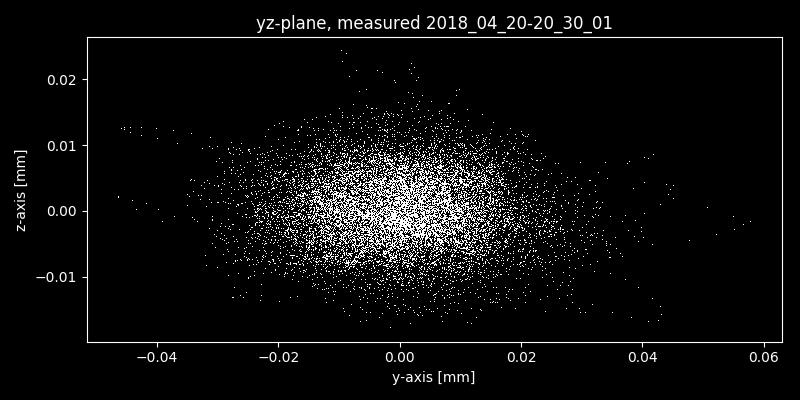 yz-plane, measured 2018_04_20-20_30_01
z-axis [mm]
0.02
0.01
0.00
−0.01
−0.04 −0.02 0.00 0.02 0.04 0.06
y-axis [mm]